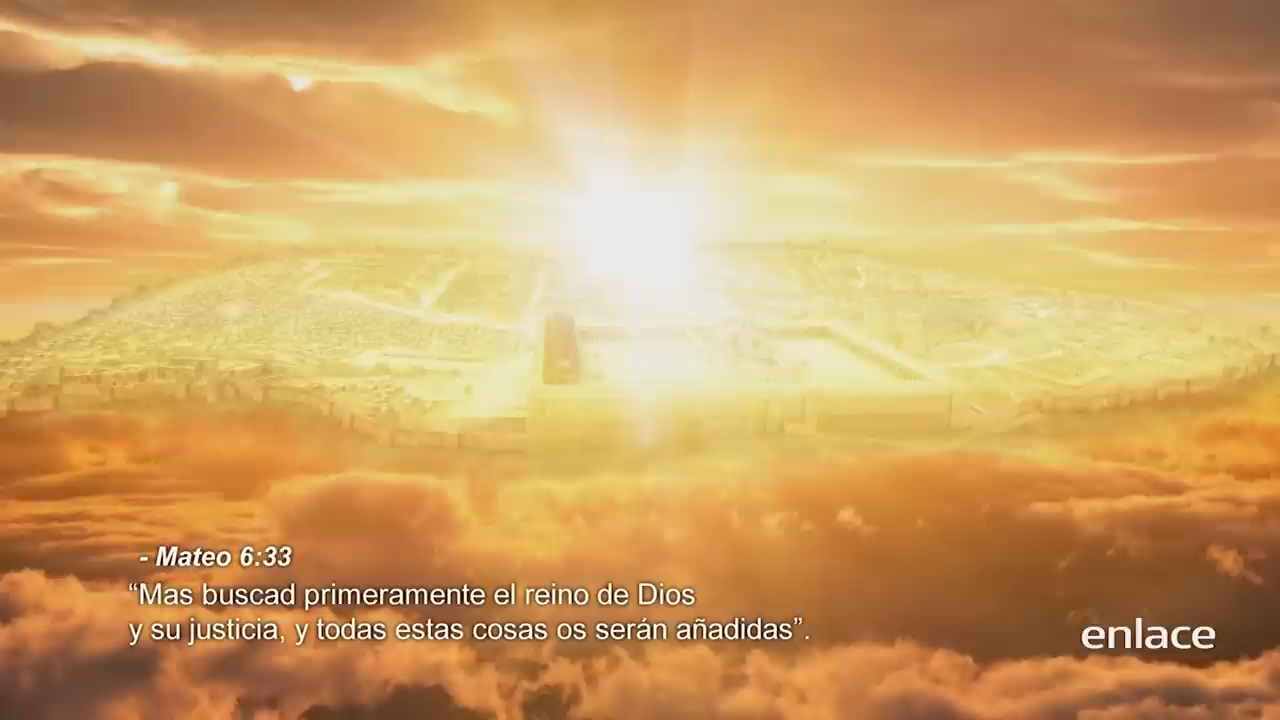 - Mateo 6:33
“Mas buscad primeramente el reino de Dios
y su justicia, y todas estas cosas os serán añadidas”.
enlace